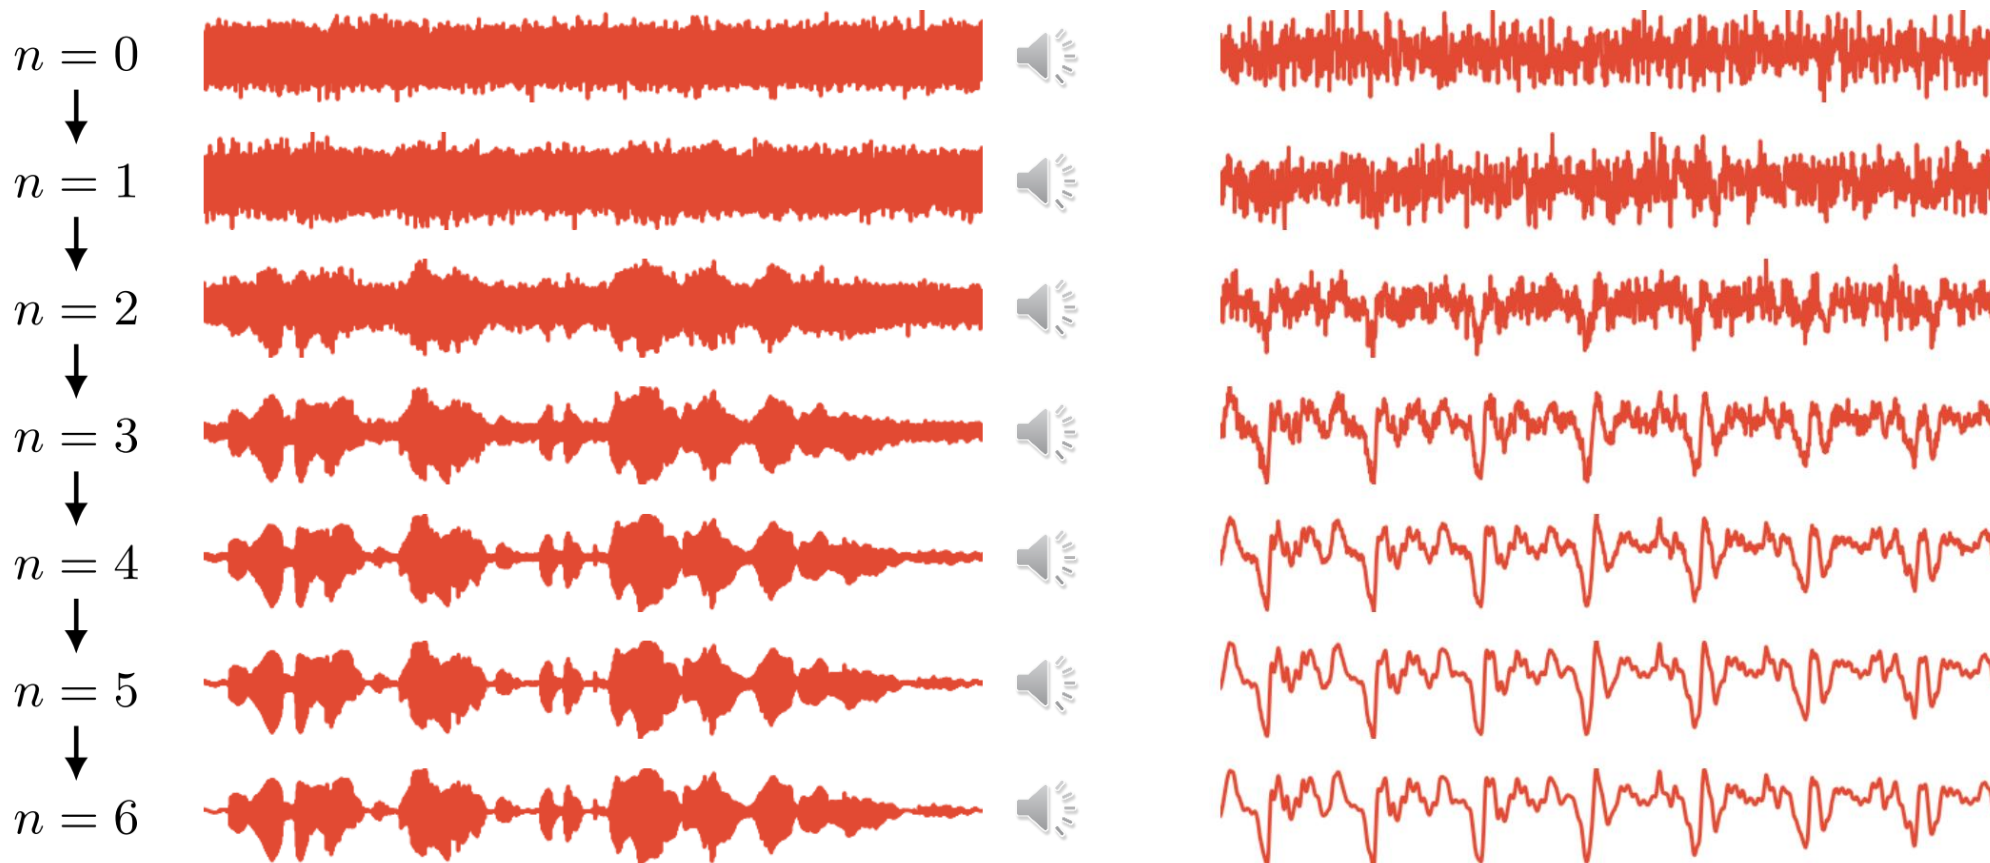 n = 0
n = 1
n = 2
n = 3
n = 4
n = 5
n = 6